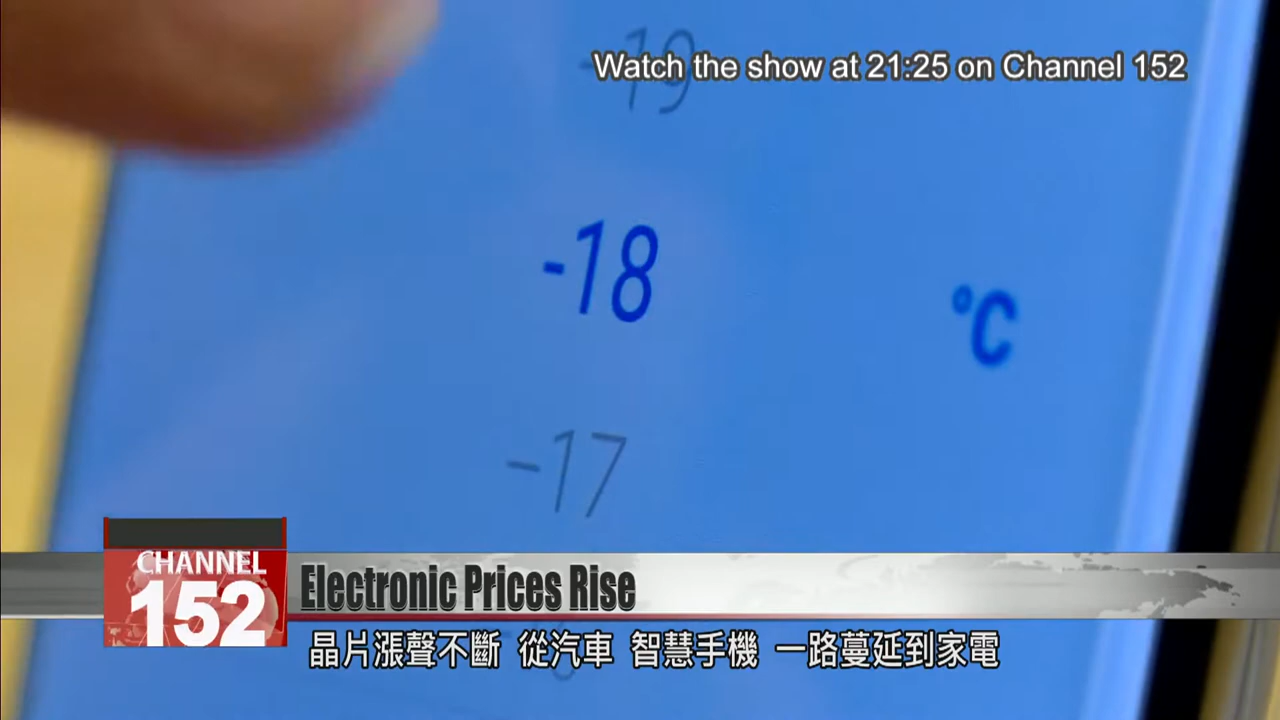 -19
Watch the show at 21:25 on Channel 152
-18
°C
-17
CHANNEL
152
Electronic Prices Rise
晶片漲聲不斷 從汽車 智慧手機 一路蔓延到家電